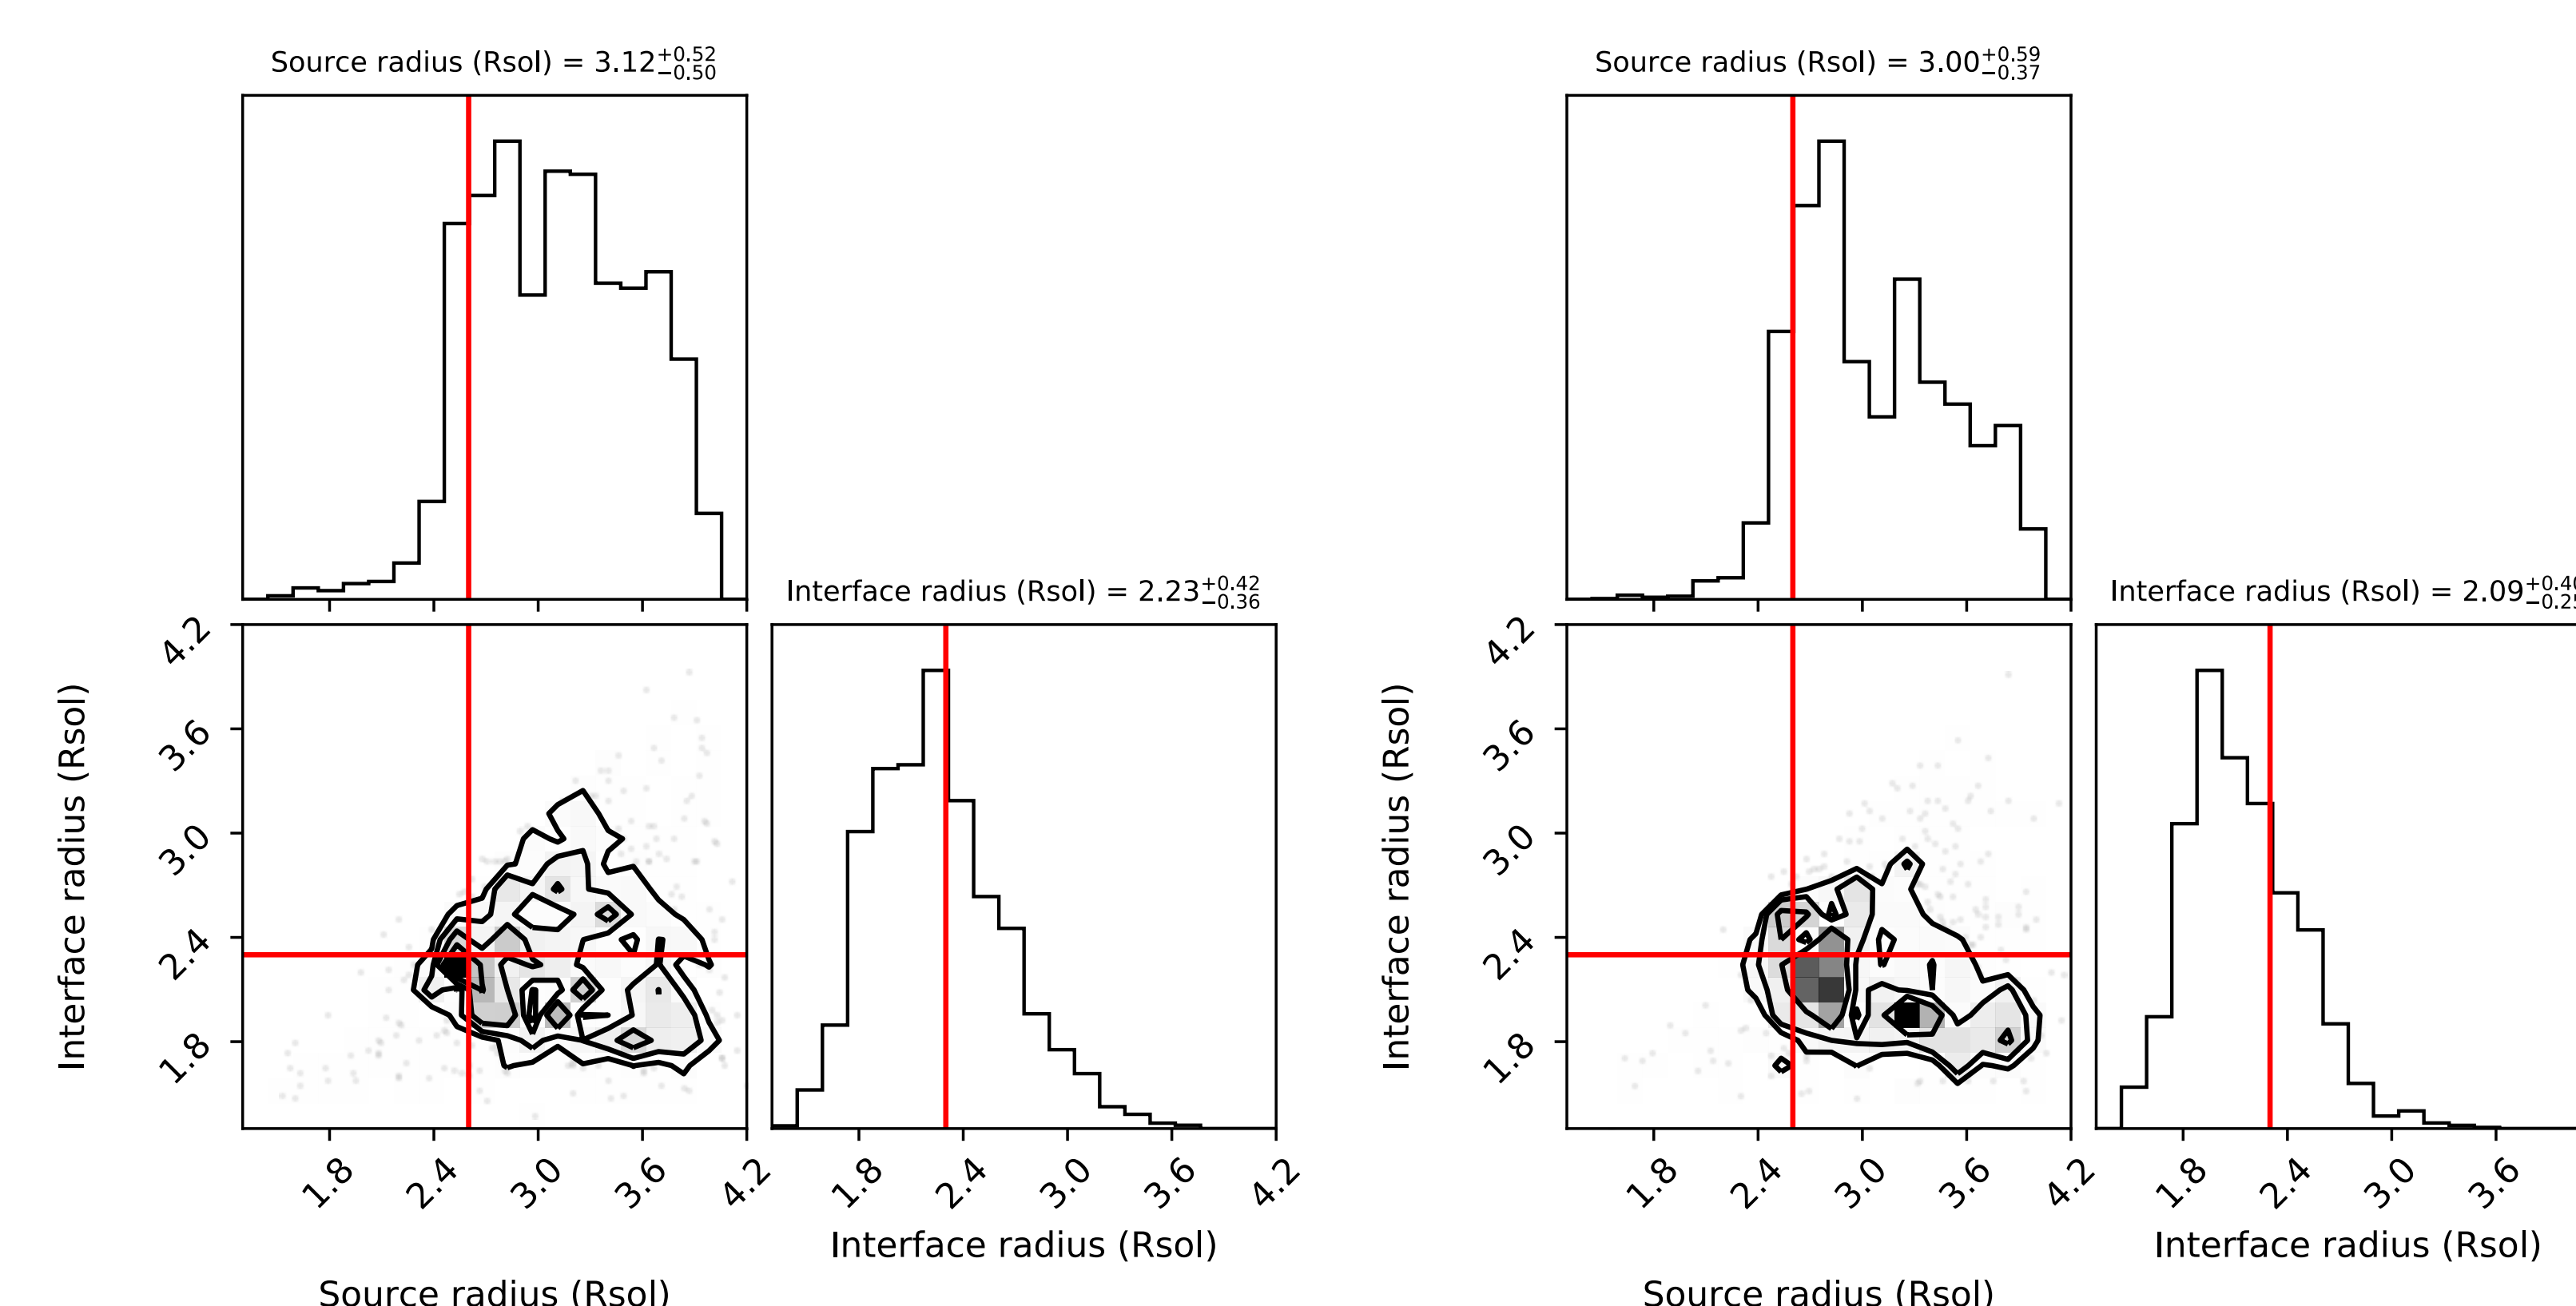 Source radius (Rsol) = 3.12 +0.52 −0.50
Interface radius (Rsol) = 2.23 +0.42 −0.36
4.2
3.6
3.0
2.4
1.8
Interface radius (Rsol)
1.8 2.4 3.0 3.6 4.2
Source radius (Rsol)
1.8 2.4 3.0 3.6 4.2
Interface radius (Rsol)
Source radius (Rsol) = 3.00 +0.59 −0.37
Interface radius (Rsol) = 2.09
4.2
3.6
3.0
2.4
1.8
Interface radius (Rsol)
1.8 2.4 3.0 3.6 4.2
Source radius (Rsol)
1.8 2.4 3.0 3.6
Interface radius (Rsol)